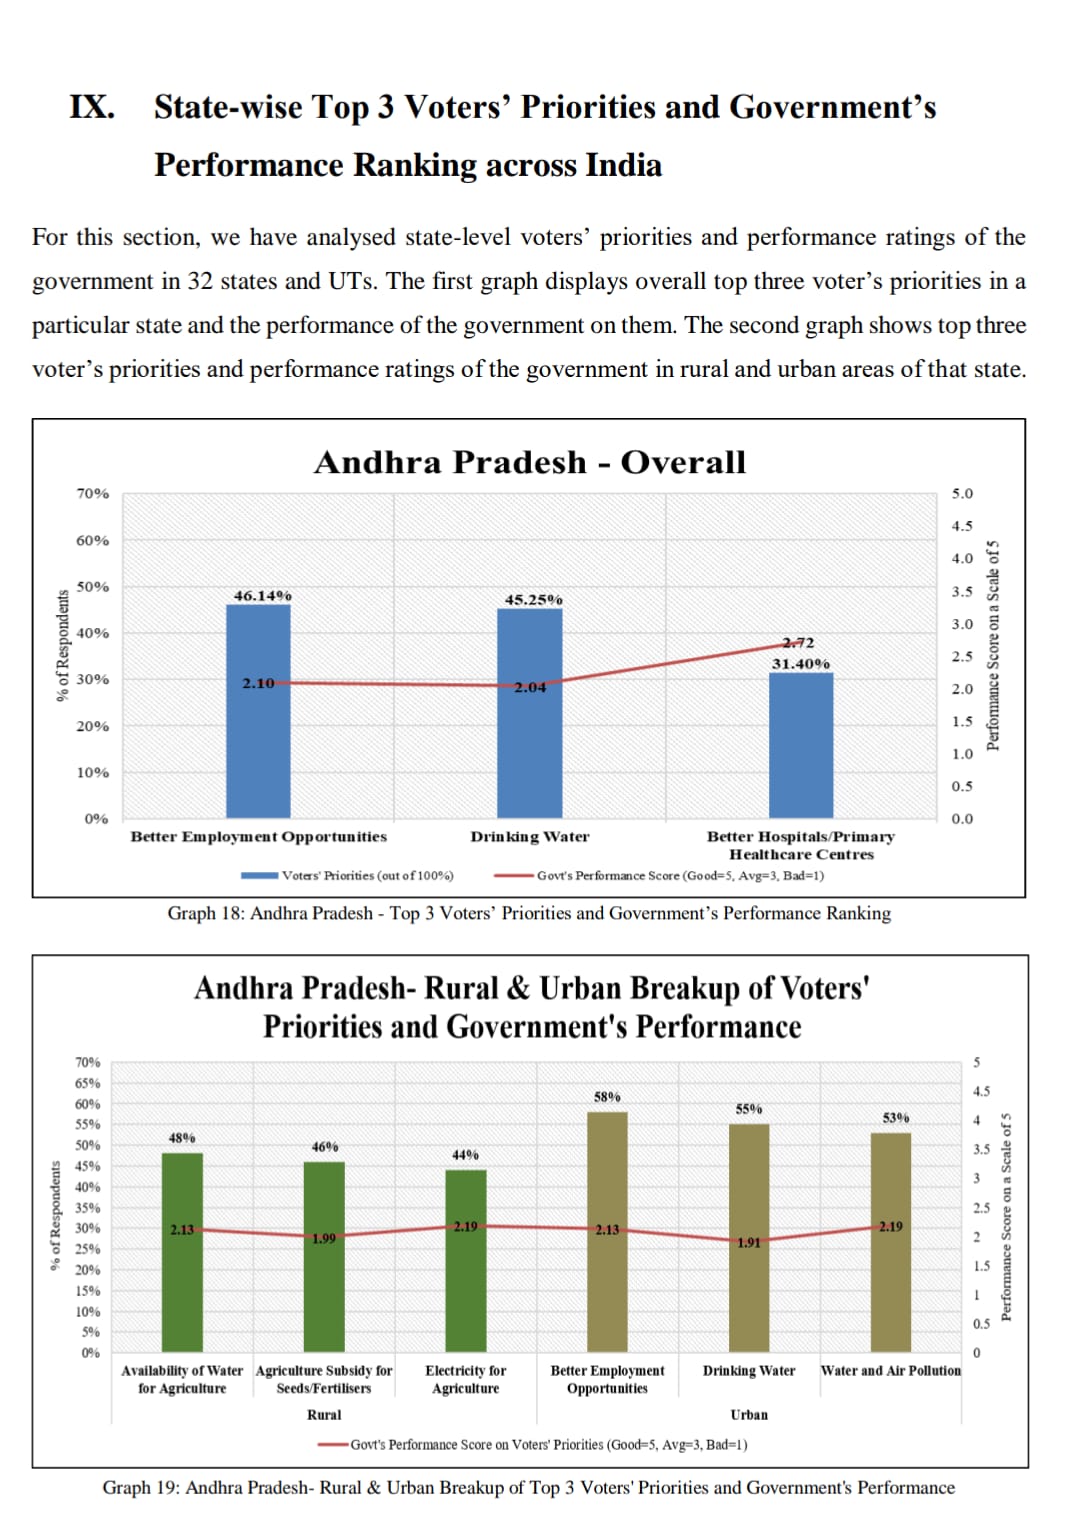 IX. State-wise Top 3 Voters’ Priorities and Government’s
Performance Ranking across India
For this section, we have analysed state-level voters’ priorities and performance ratings of the
government in 32 states and UTs. The first graph displays overall top three voter’s priorities in a
particular state and the performance of the government on them. The second graph shows top three
voter’s priorities and performance ratings of the government in rural and urban areas of that state.
Andhra Pradesh - Overall
% of Respondents
70%
60%
50%
40%
30%
20%
10%
0%
46.14%
45.25%
31.40%
2.10
2.04
2.72
5.0
4.5
4.0
3.5
3.0
2.5
2.0
1.5
1.0
0.5
0.0
Performance Score on a Scale of 5
Better Employment Opportunities
Drinking Water
Better Hospitals/Primary
Healthcare Centres
Voters' Priorities (out of 100%)
Govt's Performance Score (Good=5, Avg=3, Bad=1)
Graph 18: Andhra Pradesh - Top 3 Voters’ Priorities and Government’s Performance Ranking
Andhra Pradesh- Rural & Urban Breakup of Voters'
Priorities and Government's Performance
% of Respondents
70%
65%
60%
55%
50%
45%
40%
35%
30%
25%
20%
15%
10%
5%
0%
48%
46%
44%
58%
55%
53%
2.13
1.99
2.19
2.13
1.91
2.19
5
4.5
4
3.5
3
2.5
2
1.5
1
0.5
0
Performance Score on a Scale of 5
Availability of Water
for Agriculture
Agriculture Subsidy for
Seeds/Fertilisers
Electricity for
Agriculture
Better Employment
Opportunities
Drinking Water
Water and Air Pollution
Rural
Urban
Govt's Performance Score on Voters' Priorities (Good=5, Avg=3, Bad=1)
Graph 19: Andhra Pradesh- Rural & Urban Breakup of Top 3 Voters' Priorities and Government's Performance